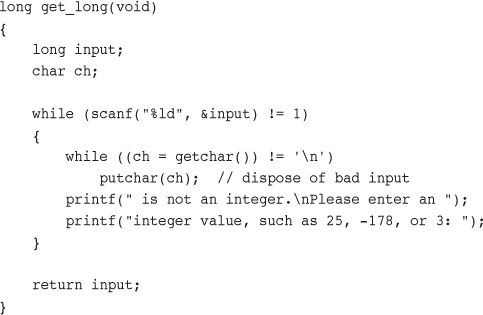 long get_long(void)
{
    long input;
    char ch;

    while (scanf("%ld", &input) != 1)
    {
        while ((ch = getchar()) != '\n')
            putchar(ch);  // dispose of bad input
        printf(" is not an integer.\nPlease enter an ");
        printf("integer value, such as 25, -178, or 3: ");
    }

    return input;
}